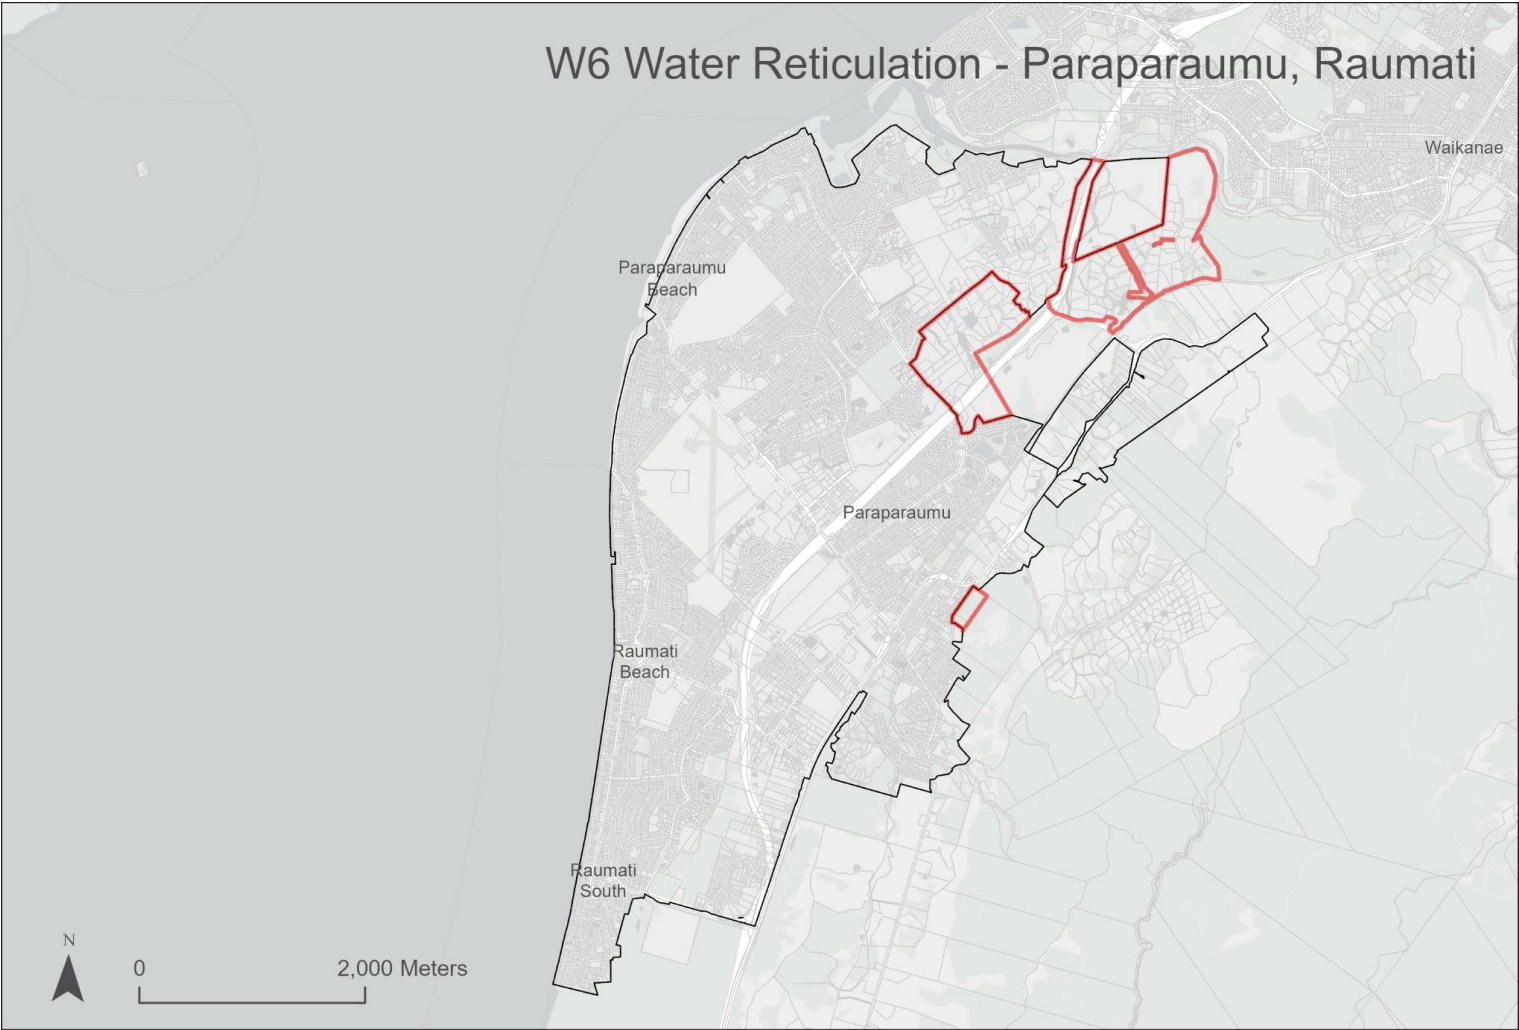 W6 Water Reticulation - Paraparaumu, Raumati
Waikanae
Paraparaumu
Beach
Paraparaumu
Raumati
Beach
Raumati
South
N
0
2,000 Meters